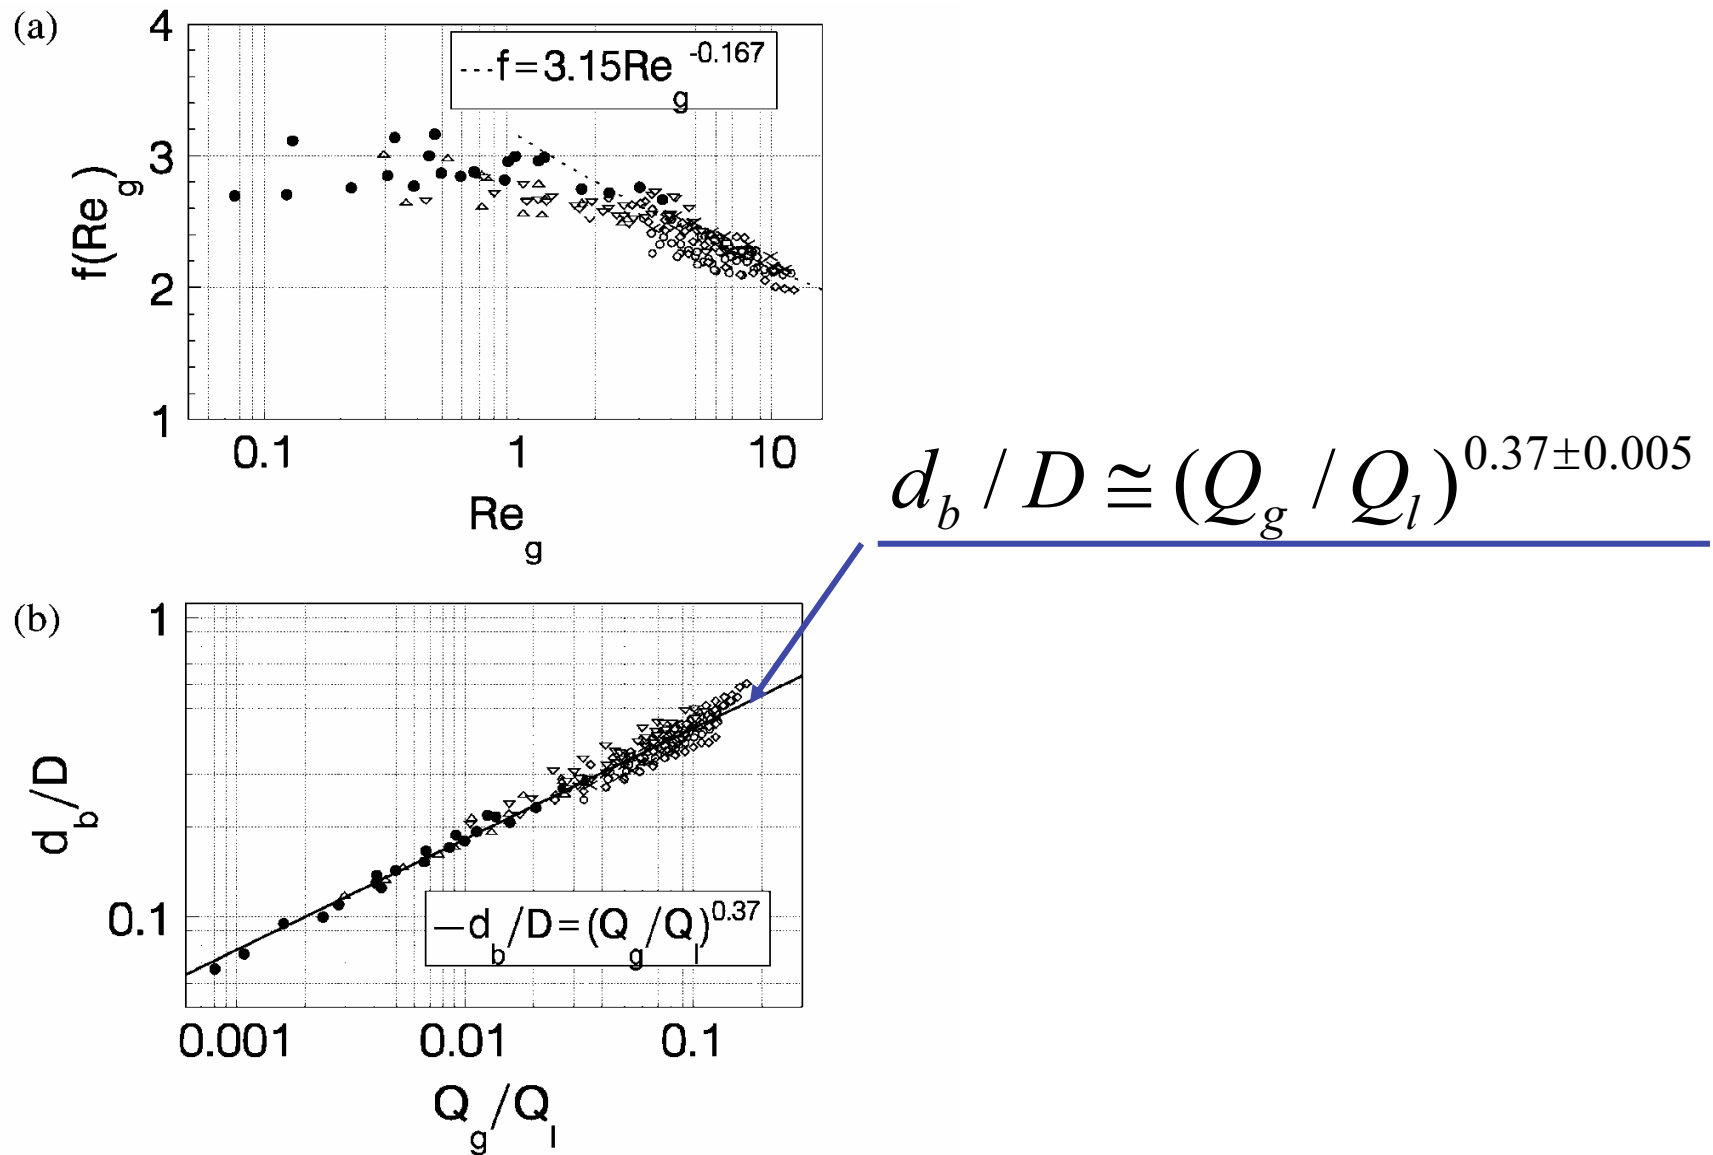 (a)
4
3
2
1
f(Re_g)
---f=3.15Re_g^-0.167
0.1 1 10
Re_g
d_b / D ≅ (Q_g / Q_l)^0.37±0.005
(b)
1
0.1
d_b/D
—d_b/D=(Q_g/Q_l)^0.37
0.001 0.01 0.1
Q_g/Q_l